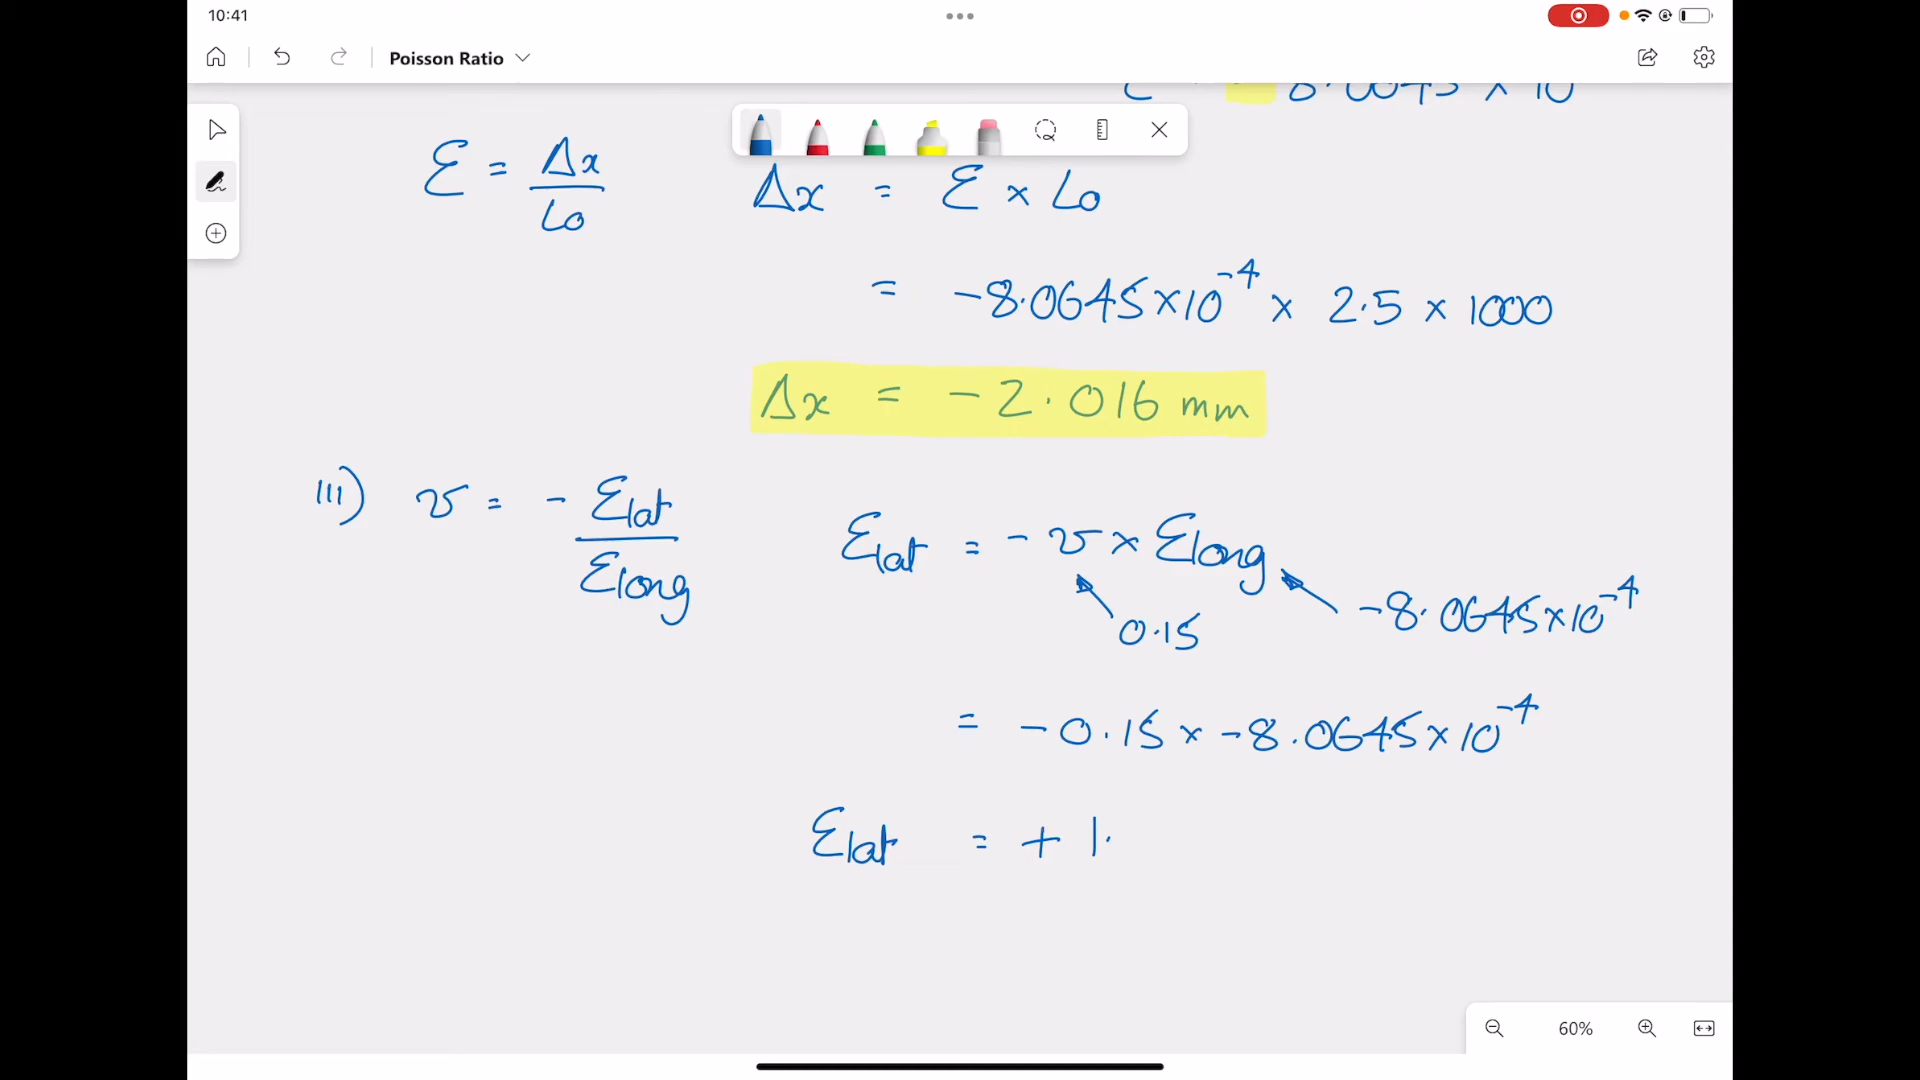 10:41
Poisson Ratio
ε = Δx / Lo
Δx = ε × Lo
= -8.0645×10⁻⁴ × 2.5 × 1000
Δx = -2.016 mm
III) ν = - εlat / εlong
εlat = - ν × εlong
0.15
-8.0645×10⁻⁴
= -0.15 × -8.0645×10⁻⁴
εlat = + 1.
60%